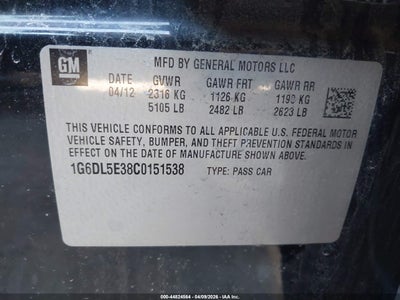 GM
MFD BY GENERAL MOTORS LLC
DATE GVWR GAWR FRT GAWR RR
04/12 2316 KG 1126 KG 1190 KG
5105 LB 2482 LB 2623 LB
THIS VEHICLE CONFORMS TO ALL APPLICABLE U.S. FEDERAL MOTOR
VEHICLE SAFETY, BUMPER, AND THEFT PREVENTION STANDARDS
IN EFFECT ON THE DATE OF MANUFACTURE SHOWN ABOVE.
1G6DL5E38C0151538 TYPE: PASS CAR
000-44824564 - 04/09/2026 - IAA Inc.